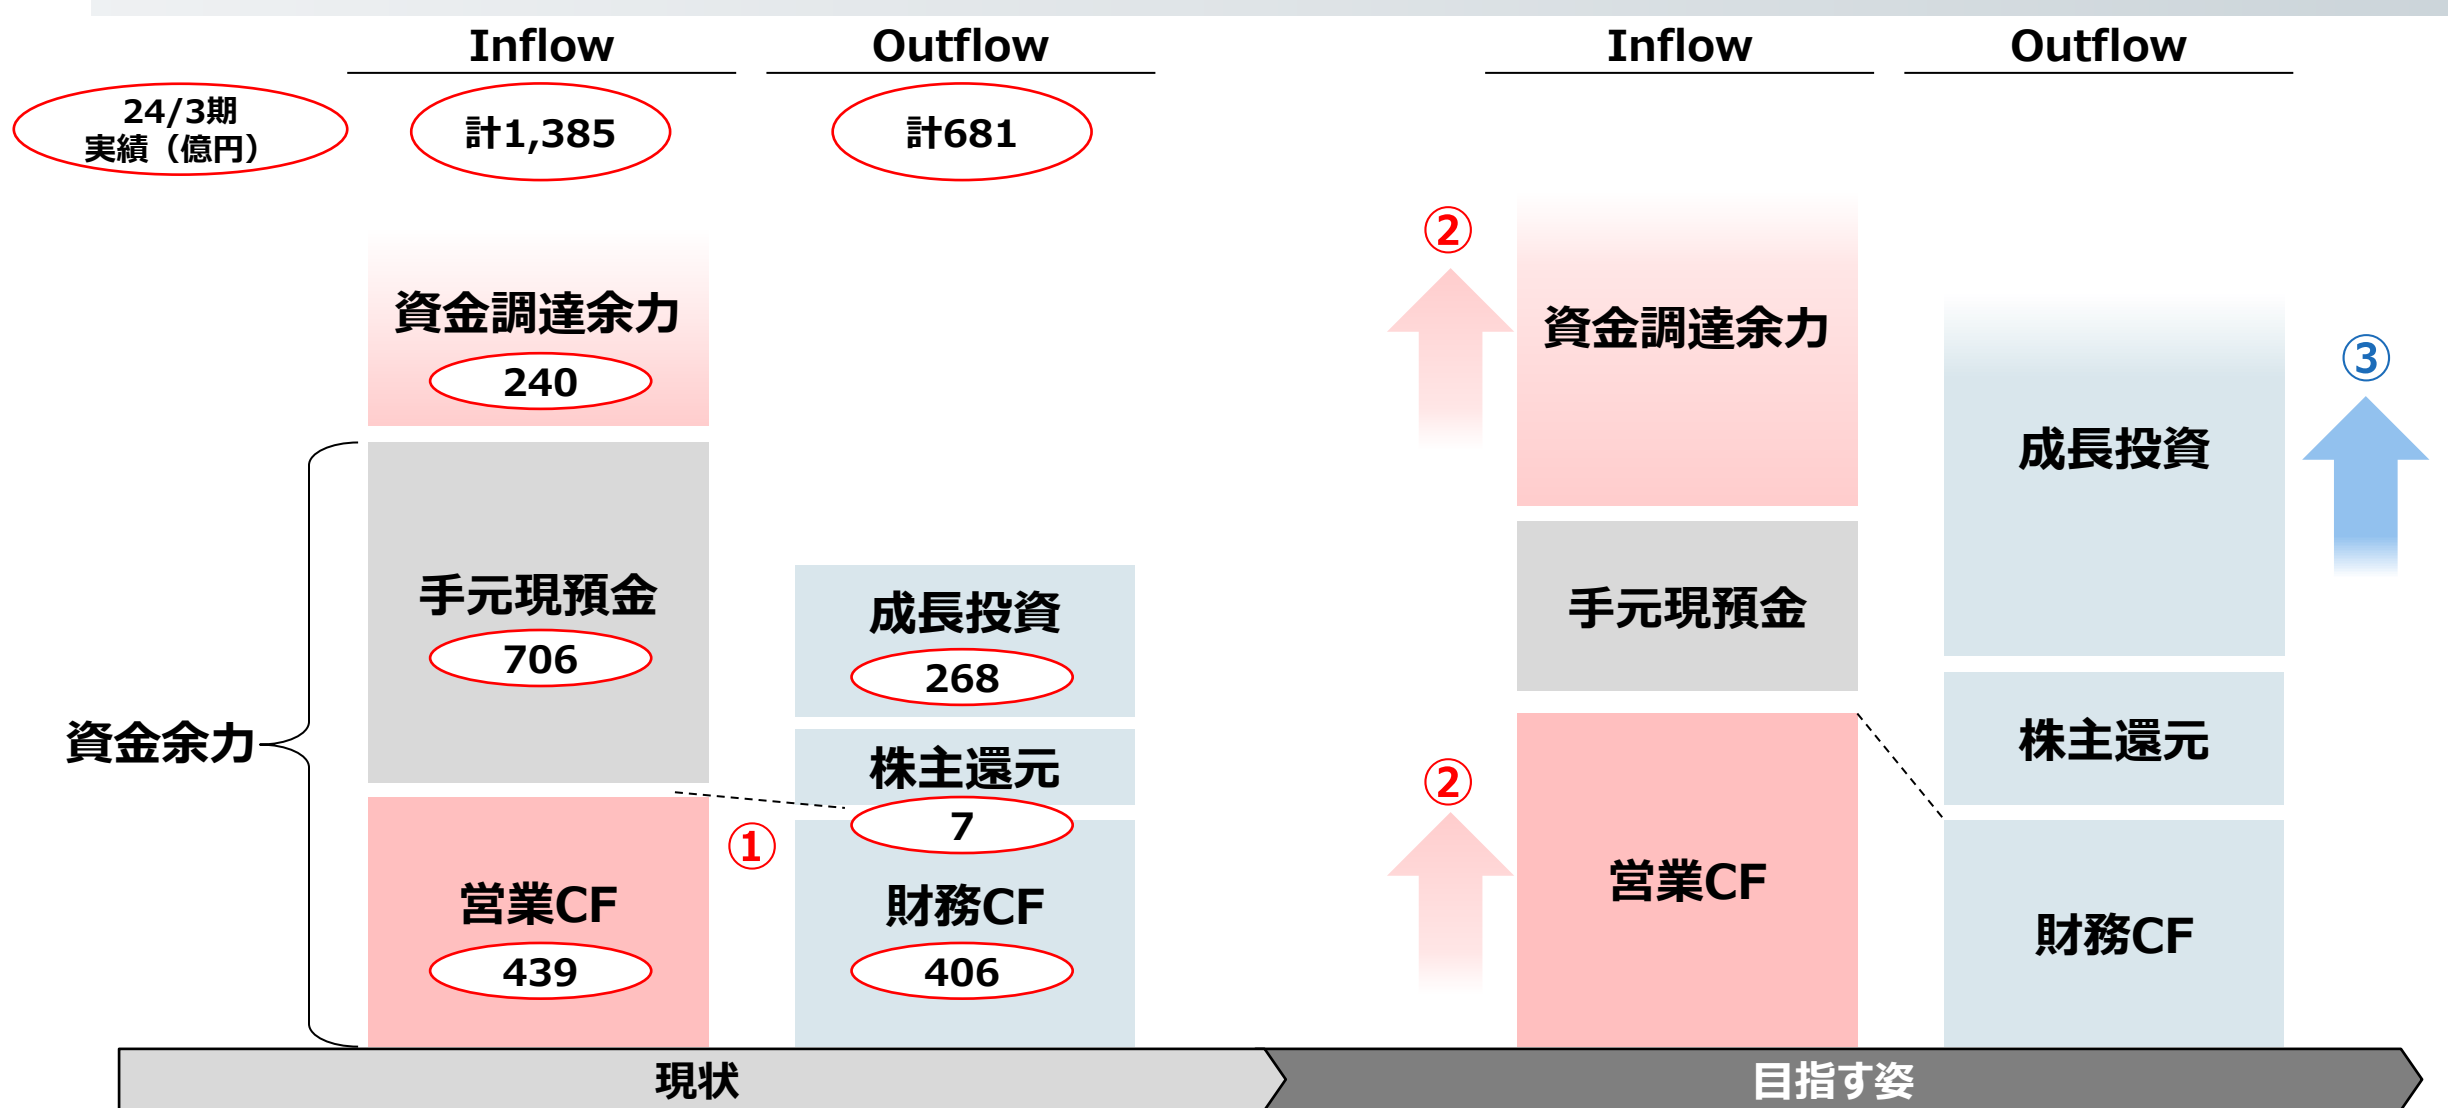 Inflow
Outflow
24/3期
実績（億円）
計1,385
計681
資金調達余力
240
手元現預金
706
資金余力
営業CF
439
成長投資
268
株主還元
7
①
財務CF
406
現状
Inflow
Outflow
②
資金調達余力
手元現預金
②
営業CF
成長投資
③
株主還元
財務CF
目指す姿